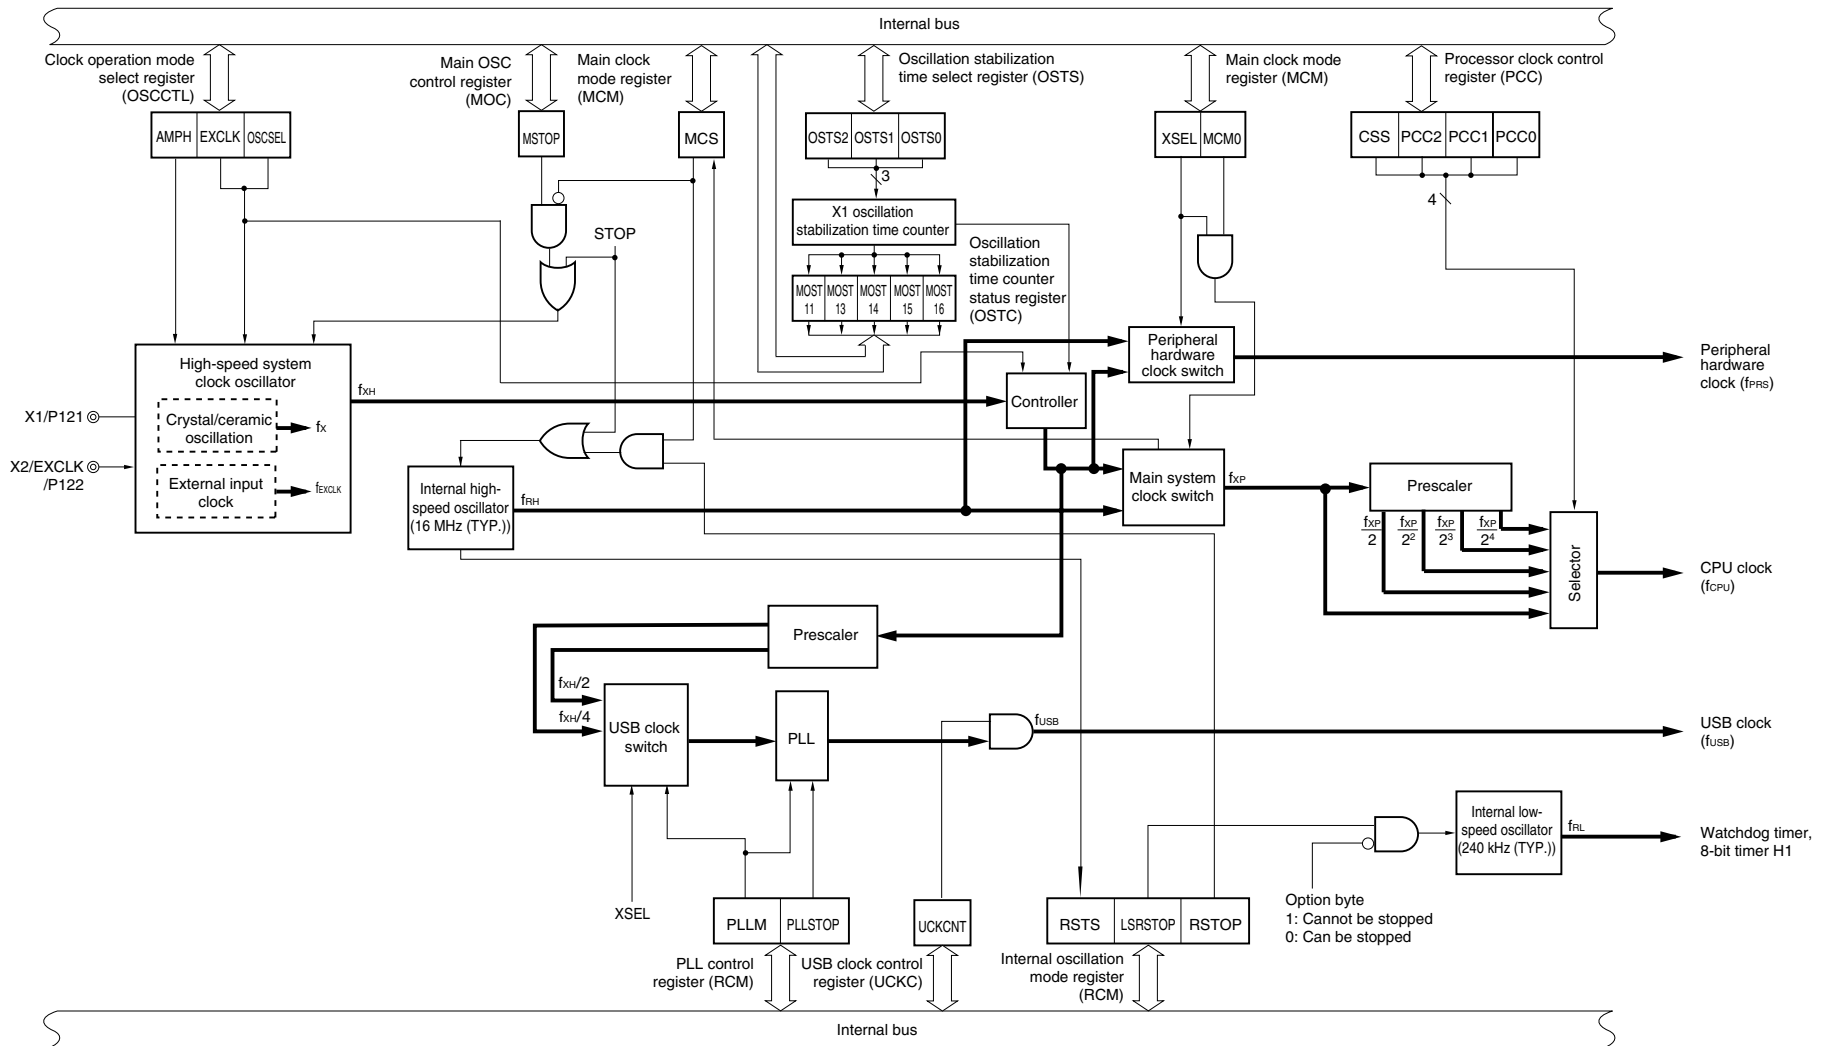 Internal bus
Clock operation mode
select register
(OSCCTL)
Main OSC
control register
(MOC)
Main clock
mode register
(MCM)
Oscillation stabilization
time select register (OSTS)
Main clock mode
register (MCM)
Processor clock control
register (PCC)
AMPH EXCLK OSCSEL
MSTOP
MCS
OSTS2 OSTS1 OSTS0
XSEL MCM0
CSS PCC2 PCC1 PCC0
3
4
X1 oscillation
stabilization time counter
STOP
Oscillation
stabilization
time counter
status register
(OSTC)
MOST
11
MOST
13
MOST
14
MOST
15
MOST
16
High-speed system
clock oscillator
Crystal/ceramic
oscillation
fX
External input
clock
fEXCLK
X1/P121
X2/EXCLK
/P122
fXH
Controller
Peripheral
hardware
clock switch
Peripheral
hardware
clock (fPRS)
Internal high-
speed oscillator
(16 MHz (TYP.))
fRH
Main system
clock switch
fXP
Prescaler
fXP
2
fXP
2²
fXP
2³
fXP
2⁴
Selector
CPU clock
(fCPU)
Prescaler
fXH/2
fXH/4
USB clock
switch
PLL
fUSB
USB clock
(fUSB)
Internal low-
speed oscillator
(240 kHz (TYP.))
fRL
Watchdog timer,
8-bit timer H1
XSEL
Option byte
1: Cannot be stopped
0: Can be stopped
PLLM PLLSTOP
UCKCNT
RSTS LSRSTOP RSTOP
PLL control
register (RCM)
USB clock control
register (UCKC)
Internal oscillation
mode register
(RCM)
Internal bus